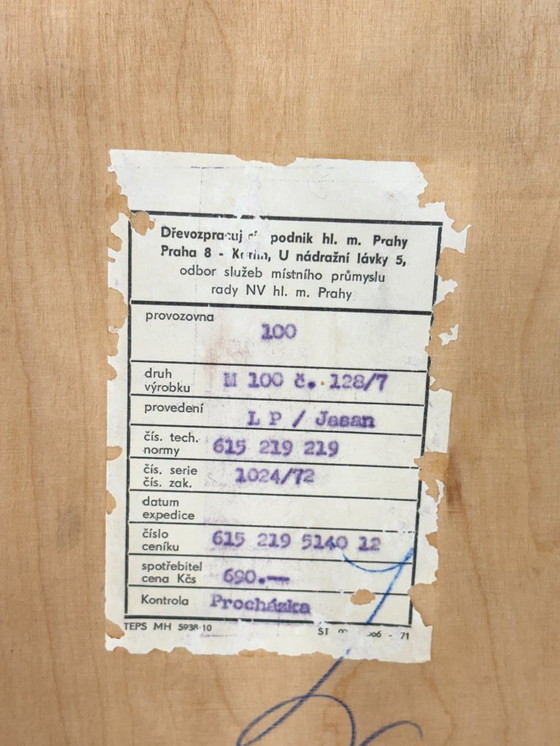 Dřevozpracující podnik hl. m. Prahy
Praha 8 - Karlín, U nádražní lávky 5,
odbor služeb místního průmyslu
rady NV hl. m. Prahy
provozovna 100
druh
výrobku M 100 č. 128/7
provedení L P / Jasan
čís. tech.
normy 615 219 219
čís. serie
čís. zak. 1024/72
datum
expedice
číslo
ceníku 615 219 5140 12
spotřebitel
cena Kčs 690.—
Kontrola Procházka
TEPS MH 5938-10 - 71